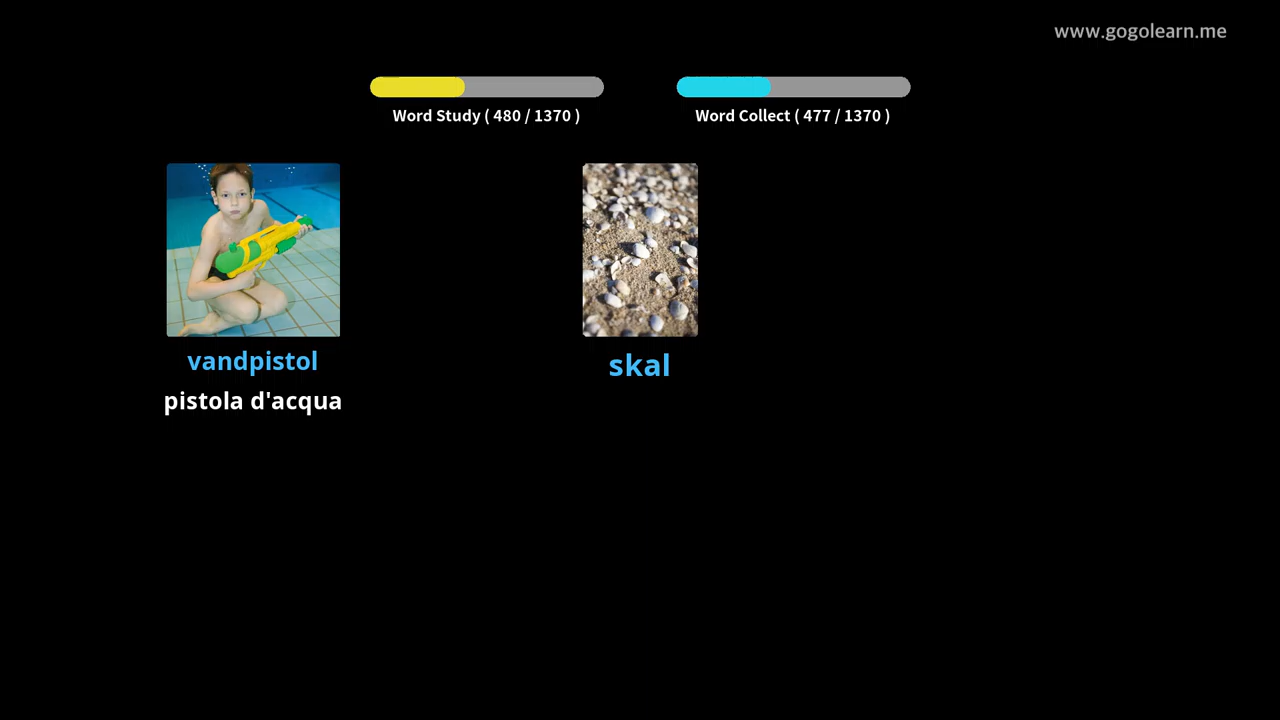 www.gogolearn.me
Word Study ( 480 / 1370 )
Word Collect ( 477 / 1370 )
vandpistol
pistola d'acqua
skal